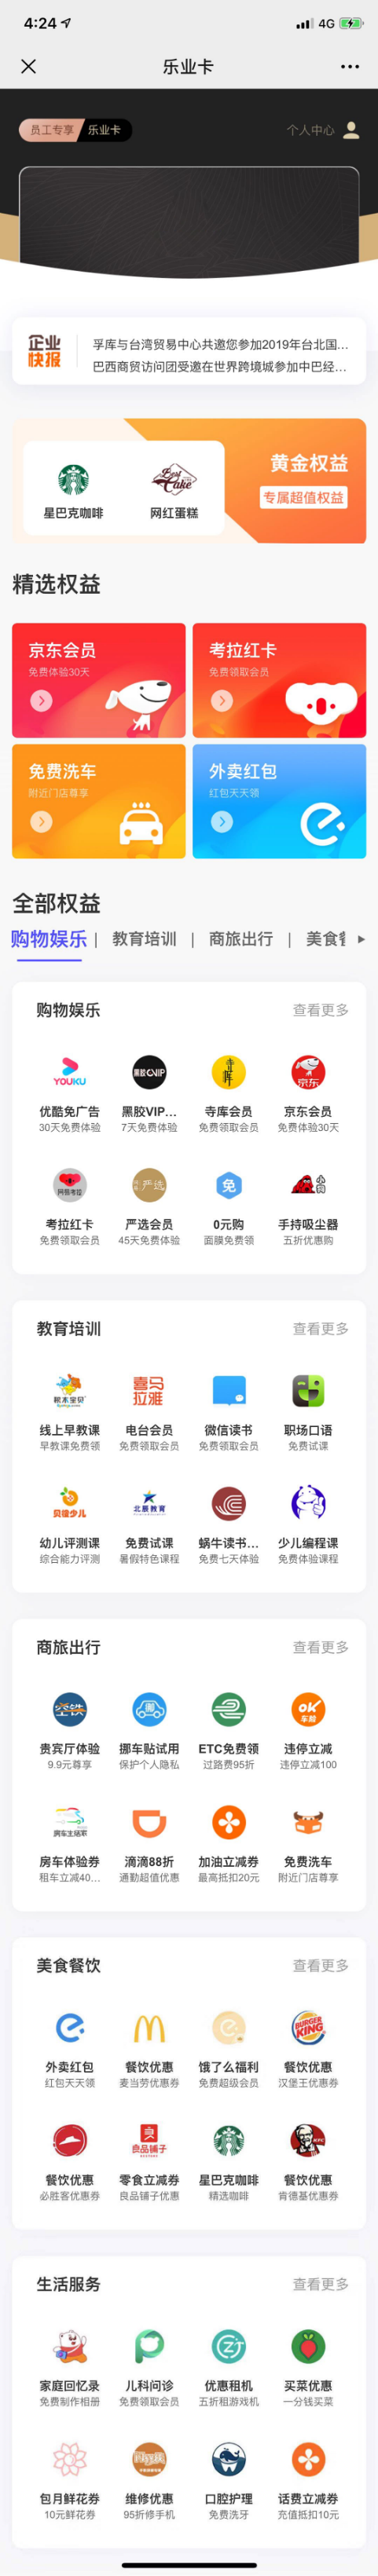 4:24
4G
乐业卡
员工专享 乐业卡
个人中心
企业快报
孚库与台湾贸易中心共邀您参加2019年台北国...
巴西商贸访问团受邀在世界跨境城参加中巴经...
黄金权益
专属超值权益
Best Cake
星巴克咖啡 网红蛋糕
精选权益
京东会员 考拉红卡
免费体验30天 免费领取会员
免费洗车 外卖红包
附近门店尊享 红包天天领
全部权益
购物娱乐 | 教育培训 | 商旅出行 | 美食餐
购物娱乐 查看更多
YOUKU 黑胶VIP 寺库 京东
优酷免广告 黑胶VIP... 寺库会员 京东会员
30天免费体验 7天免费体验 免费领取会员 免费体验30天
网易考拉 严选 免 小狗
考拉红卡 严选会员 0元购 手持吸尘器
免费领取会员 45天免费体验 面膜免费领 五折优惠购
教育培训 查看更多
积木宝贝 喜马拉雅
线上早教课 电台会员 微信读书 职场口语
早教课免费领 免费领取会员 免费领取会员 免费试课
贝瓦少儿 北辰教育
幼儿评测课 免费试课 蜗牛读书... 少儿编程课
综合能力评测 暑假特色课程 免费七天体验 免费体验课程
商旅出行 查看更多
空铁 OK车险
贵宾厅体验 挪车贴试用 ETC免费领 违停立减
9.9元尊享 保护个人隐私 过路费95折 违停立减100
房车生活家
房车体验券 滴滴88折 加油立减券 免费洗车
租车立减40... 通勤超值优惠 最高抵扣20元 附近门店尊享
美食餐饮 查看更多
BURGER KING
外卖红包 餐饮优惠 饿了么福利 餐饮优惠
红包天天领 麦当劳优惠券 免费超级会员 汉堡王优惠券
良品铺子 KFC
餐饮优惠 零食立减券 星巴克咖啡 餐饮优惠
必胜客优惠券 良品铺子优惠 精选咖啡 肯德基优惠券
生活服务 查看更多
家庭回忆录 儿科问诊 优惠租机 买菜优惠
免费制作相册 免费领取会员 五折租游戏机 一分钱买菜
包月鲜花券 维修优惠 口腔护理 话费立减券
10元鲜花券 95折修手机 免费洗牙 充值抵扣10元